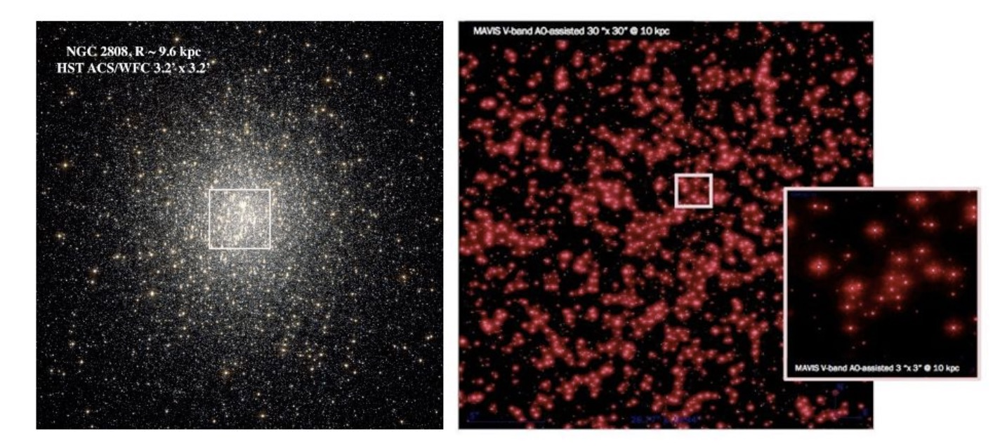 NGC 2808, R ~ 9.6 kpc
HST ACS/WFC 3.2' x 3.2'
MAVIS V-band AO-assisted 30 "x 30" @ 10 kpc
MAVIS V-band AO-assisted 3 "x 3" @ 10 kpc
5"
N